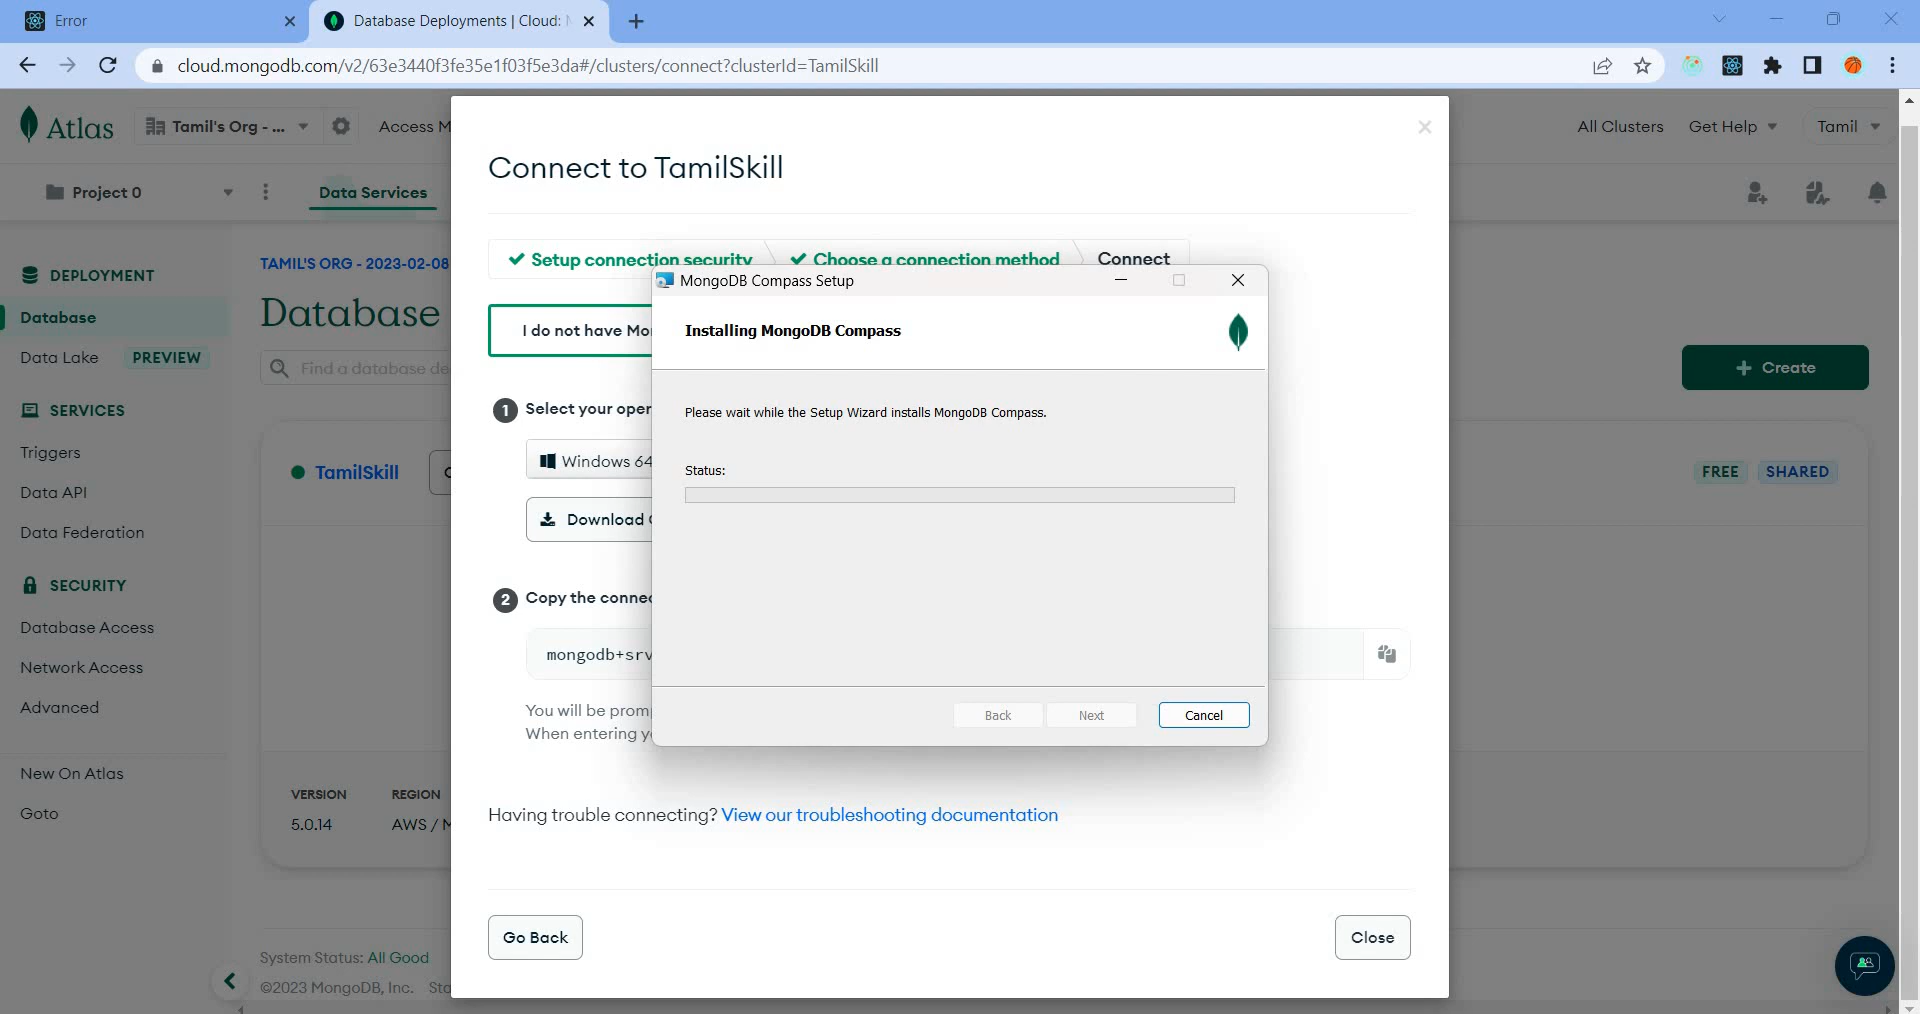 Error
Database Deployments | Cloud:
cloud.mongodb.com/v2/63e3440f3fe35e1f03f5e3da#/clusters/connect?clusterId=TamilSkill
Atlas
Tamil's Org - ...
Access M
All Clusters
Get Help
Tamil
Project 0
Data Services
DEPLOYMENT
Database
Data Lake
PREVIEW
SERVICES
Triggers
Data API
Data Federation
SECURITY
Database Access
Network Access
Advanced
New On Atlas
Goto
TAMIL'S ORG - 2023-02-08
Database
Find a database de
Create
TamilSkill
FREE
SHARED
VERSION
REGION
5.0.14
AWS / M
System Status: All Good
©2023 MongoDB, Inc.
Connect to TamilSkill
Setup connection security
Choose a connection method
Connect
I do not have Mo
1
Select your oper
Windows 64
Download
2
Copy the connec
mongodb+srv
You will be prom
When entering y
Having trouble connecting? View our troubleshooting documentation
Go Back
Close
MongoDB Compass Setup
Installing MongoDB Compass
Please wait while the Setup Wizard installs MongoDB Compass.
Status:
Back
Next
Cancel